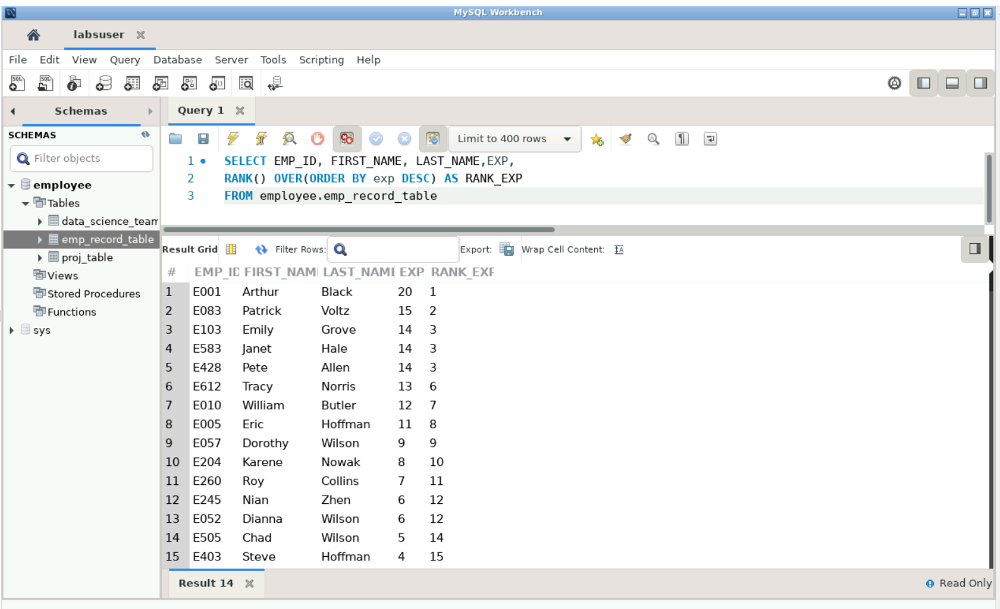 MySQL Workbench
labsuser
File Edit View Query Database Server Tools Scripting Help
SQL SQL
Schemas
Query 1
SCHEMAS
Limit to 400 rows
Filter objects
employee
Tables
data_science_team
emp_record_table
proj_table
Views
Stored Procedures
Functions
sys
1 SELECT EMP_ID, FIRST_NAME, LAST_NAME,EXP,
2 RANK() OVER(ORDER BY exp DESC) AS RANK_EXP
3 FROM employee.emp_record_table
Result Grid Filter Rows: Export: Wrap Cell Content:
# EMP_ID FIRST_NAME LAST_NAME EXP RANK_EXP
1 E001 Arthur Black 20 1
2 E083 Patrick Voltz 15 2
3 E103 Emily Grove 14 3
4 E583 Janet Hale 14 3
5 E428 Pete Allen 14 3
6 E612 Tracy Norris 13 6
7 E010 William Butler 12 7
8 E005 Eric Hoffman 11 8
9 E057 Dorothy Wilson 9 9
10 E204 Karene Nowak 8 10
11 E260 Roy Collins 7 11
12 E245 Nian Zhen 6 12
13 E052 Dianna Wilson 6 12
14 E505 Chad Wilson 5 14
15 E403 Steve Hoffman 4 15
Result 14
Read Only